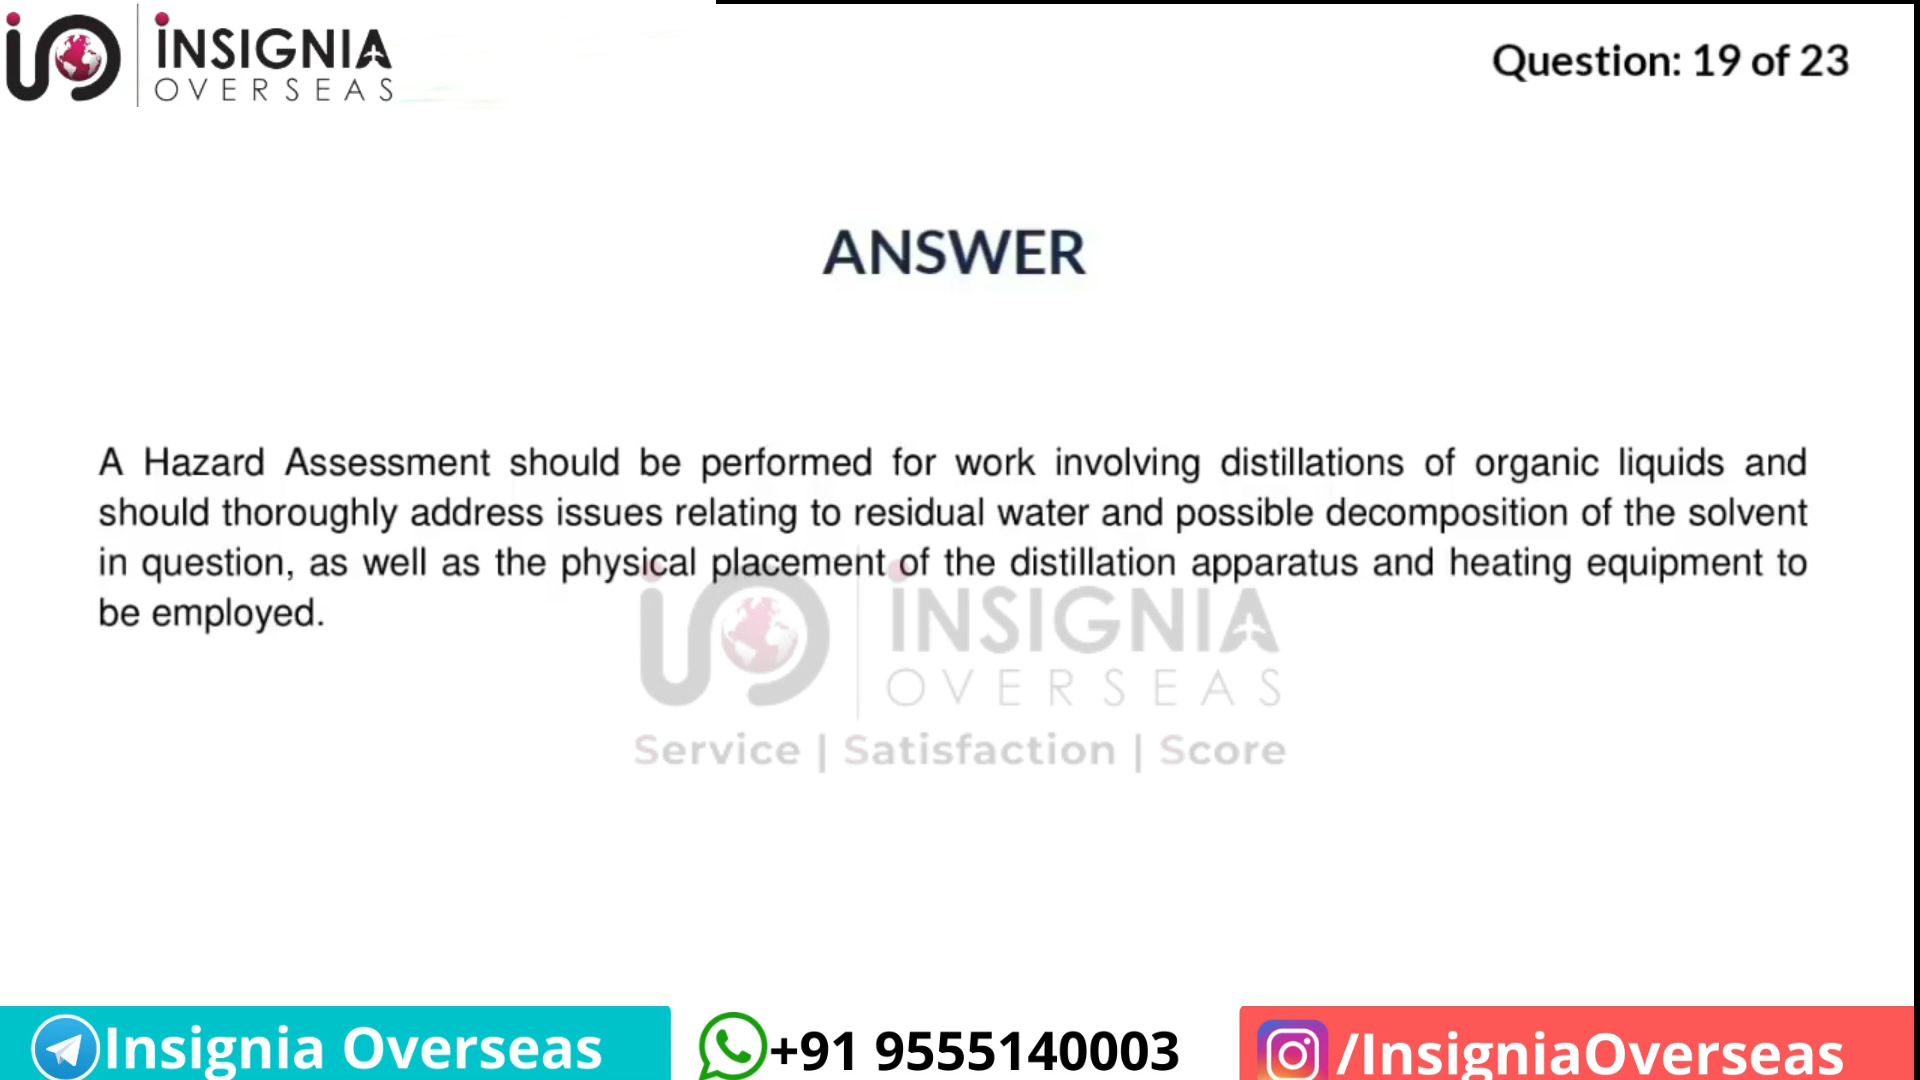 INSIGNIA
OVERSEAS
Question: 19 of 23
ANSWER
A Hazard Assessment should be performed for work involving distillations of organic liquids and
should thoroughly address issues relating to residual water and possible decomposition of the solvent
in question, as well as the physical placement of the distillation apparatus and heating equipment to
be employed.
INSIGNIA
OVERSEAS
Service | Satisfaction | Score
Insignia Overseas
+91 9555140003
/InsigniaOverseas